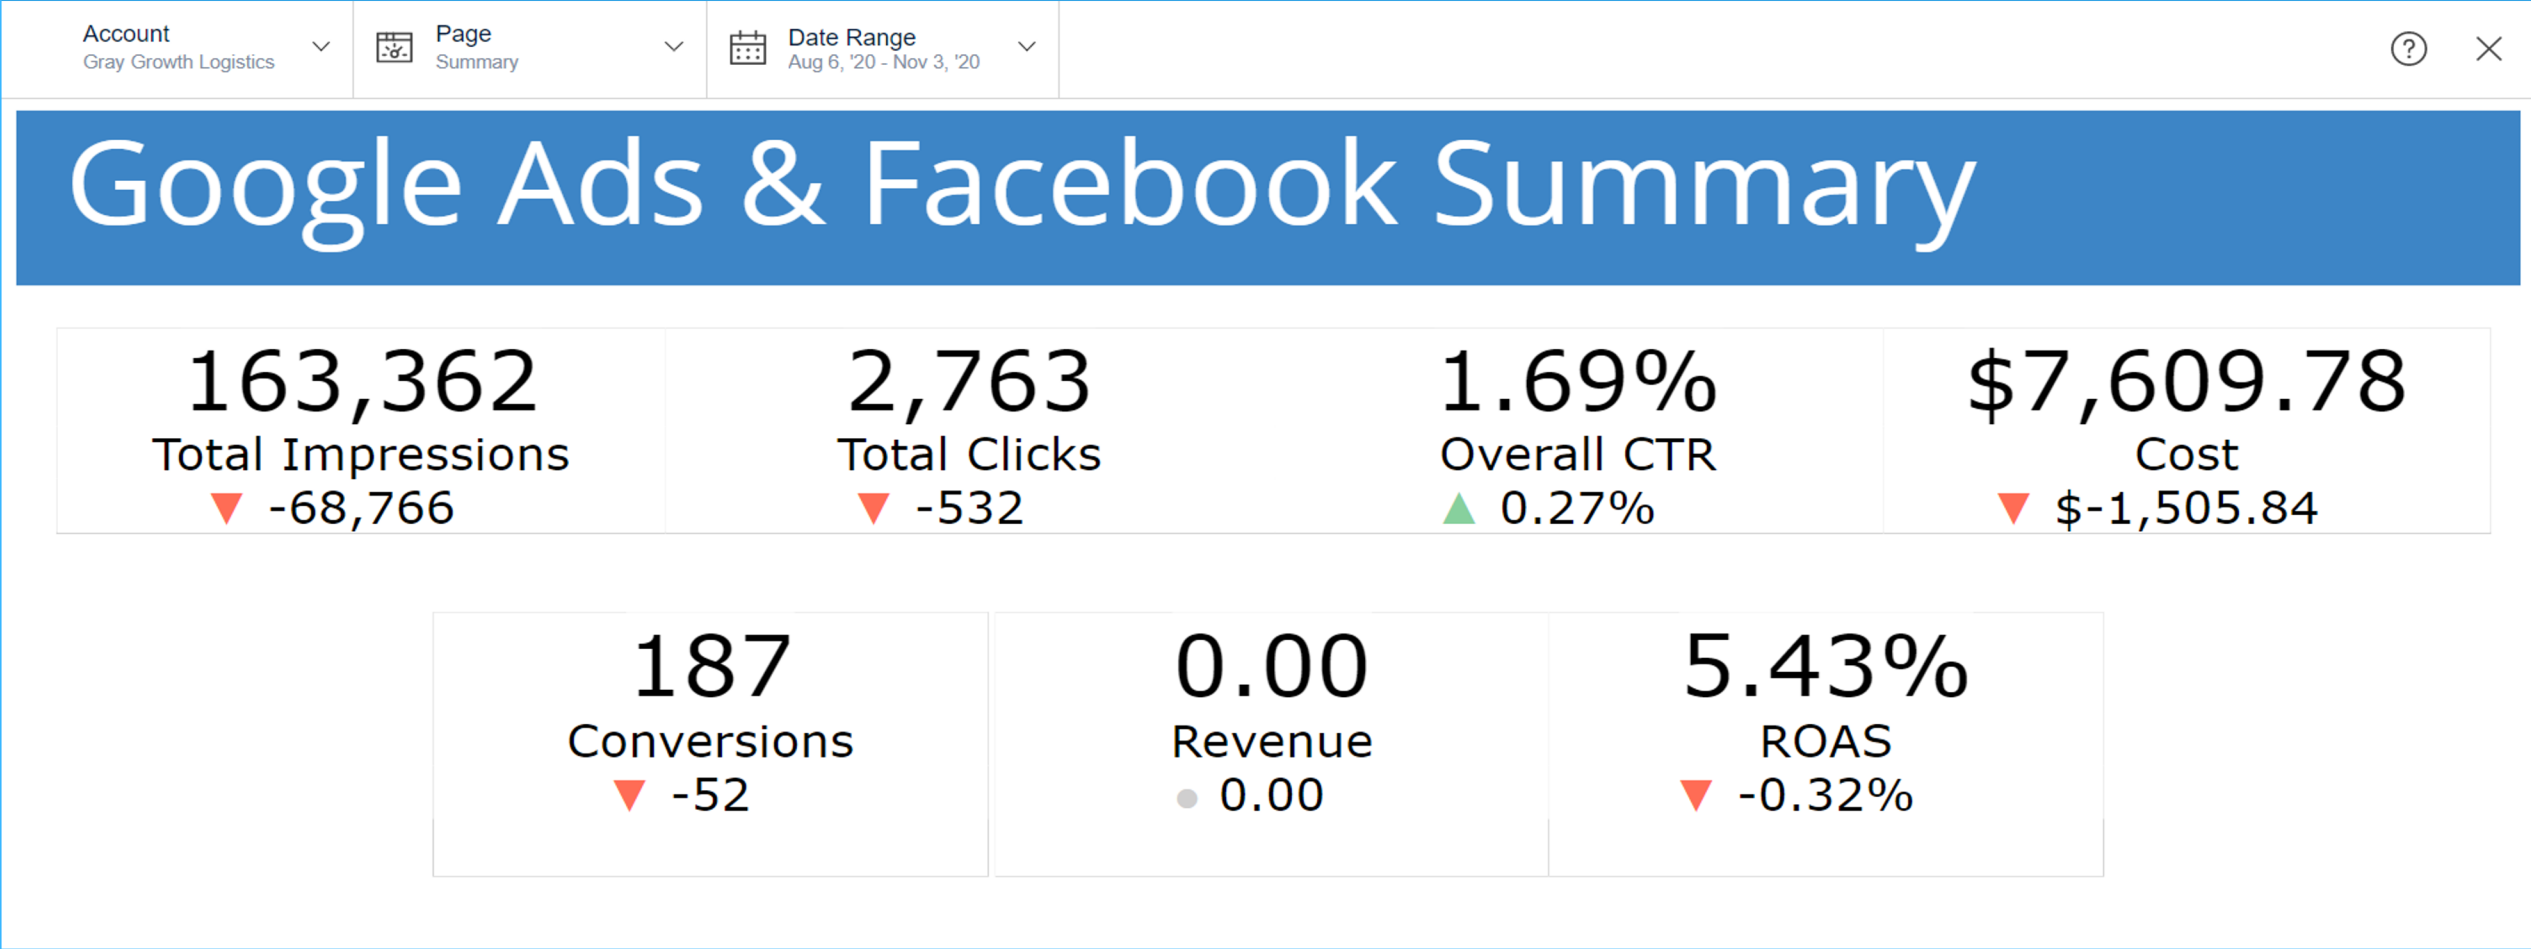 Account
Gray Growth Logistics
Page
Summary
Date Range
Aug 6, '20 - Nov 3, '20
?
Google Ads & Facebook Summary
163,362
Total Impressions
▼ -68,766
2,763
Total Clicks
▼ -532
1.69%
Overall CTR
▲ 0.27%
$7,609.78
Cost
▼ $-1,505.84
187
Conversions
▼ -52
0.00
Revenue
● 0.00
5.43%
ROAS
▼ -0.32%